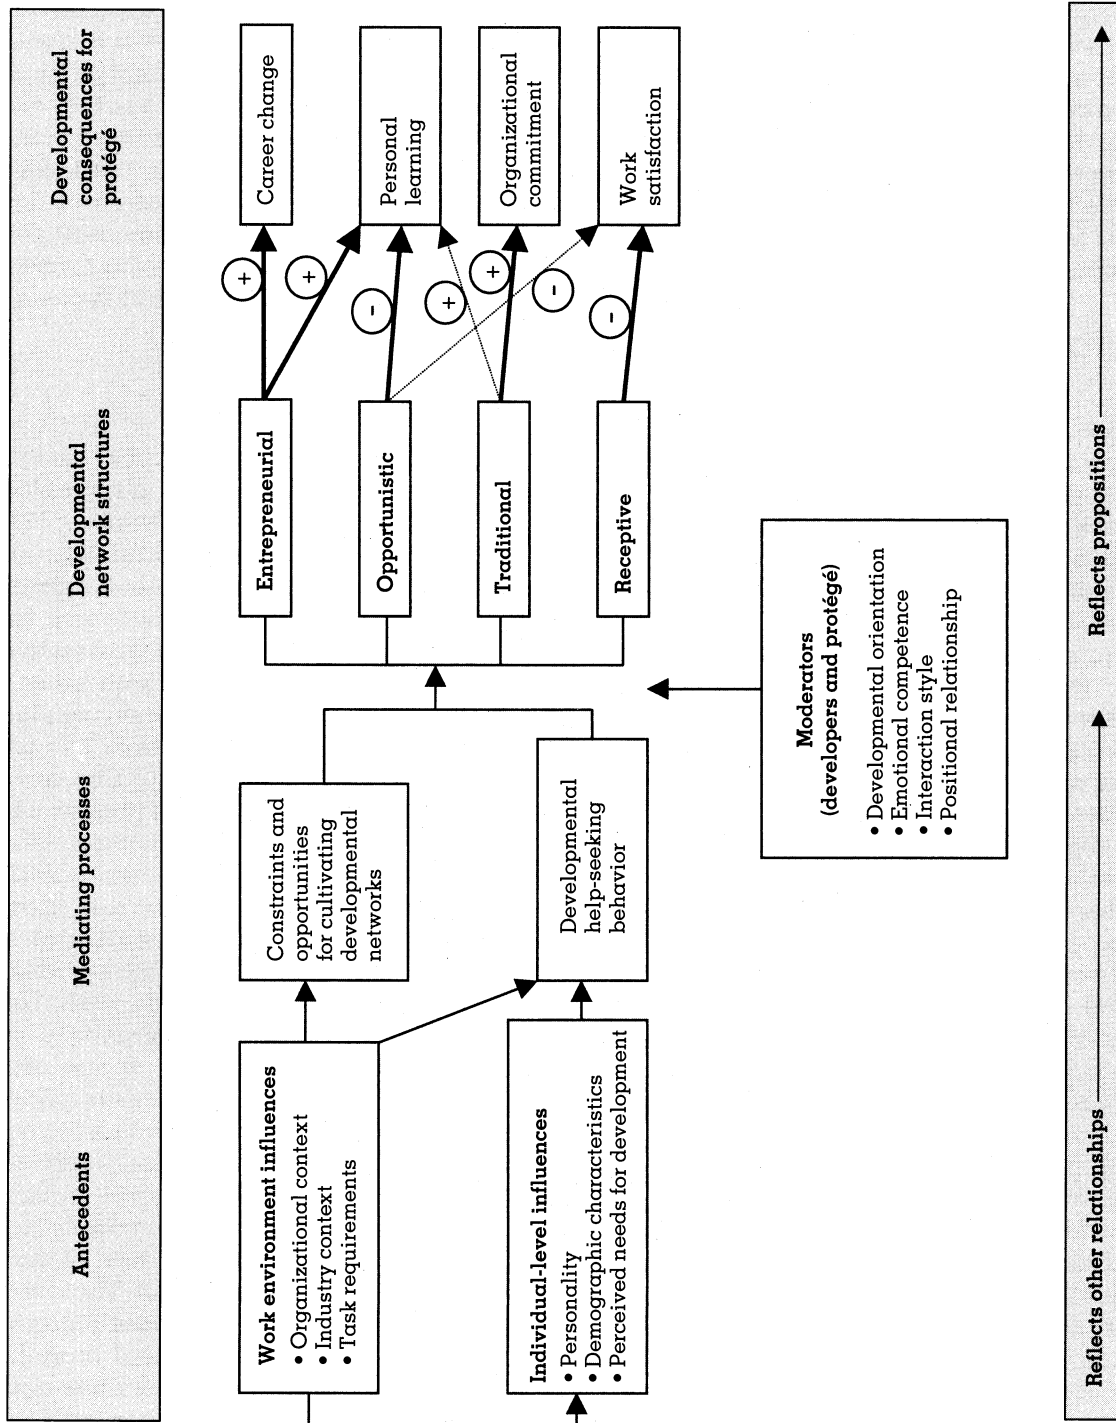 Antecedents
Mediating processes
Developmental
network structures
Developmental
consequences for
protégé
Work environment influences
• Organizational context
• Industry context
• Task requirements
Individual-level influences
• Personality
• Demographic characteristics
• Perceived needs for development
Constraints and
opportunities
for cultivating
developmental
networks
Developmental
help-seeking
behavior
Entrepreneurial
Opportunistic
Traditional
Receptive
+
+
-
+
+
-
-
Career change
Personal
learning
Organizational
commitment
Work
satisfaction
Moderators
(developers and protégé)
• Developmental orientation
• Emotional competence
• Interaction style
• Positional relationship
Reflects other relationships
Reflects propositions